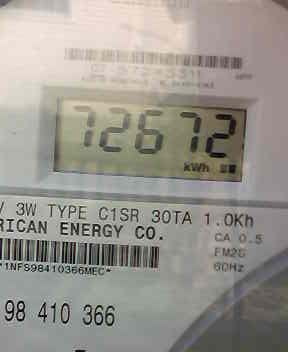 72672
kWh
V 3W TYPE C1SR 30TA 1.0Kh
RICAN ENERGY CO.
CA 0.5
FM2S
60Hz
*1NFS98410366MEC*
98 410 366